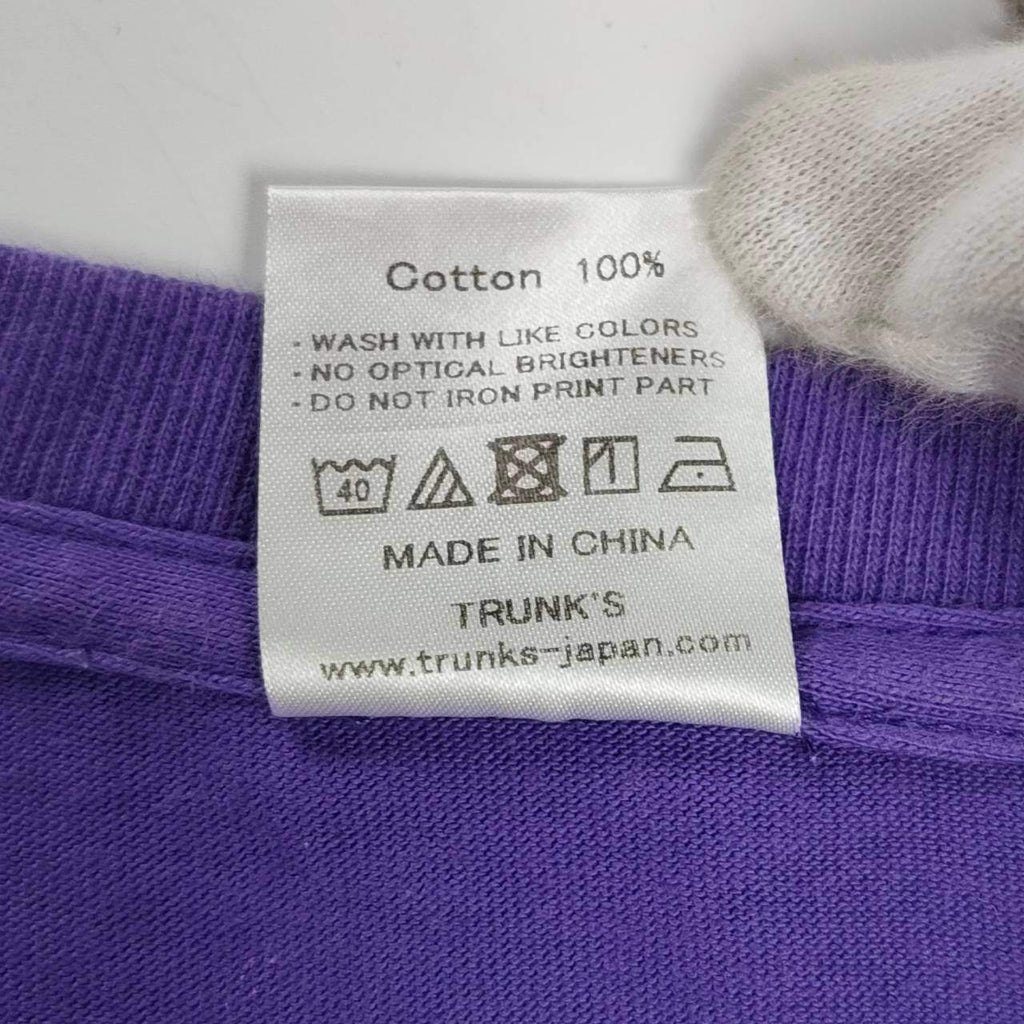 Cotton 100%
· WASH WITH LIKE COLORS
· NO OPTICAL BRIGHTENERS
· DO NOT IRON PRINT PART
40
MADE IN CHINA
TRUNK'S
www.trunks-japan.com